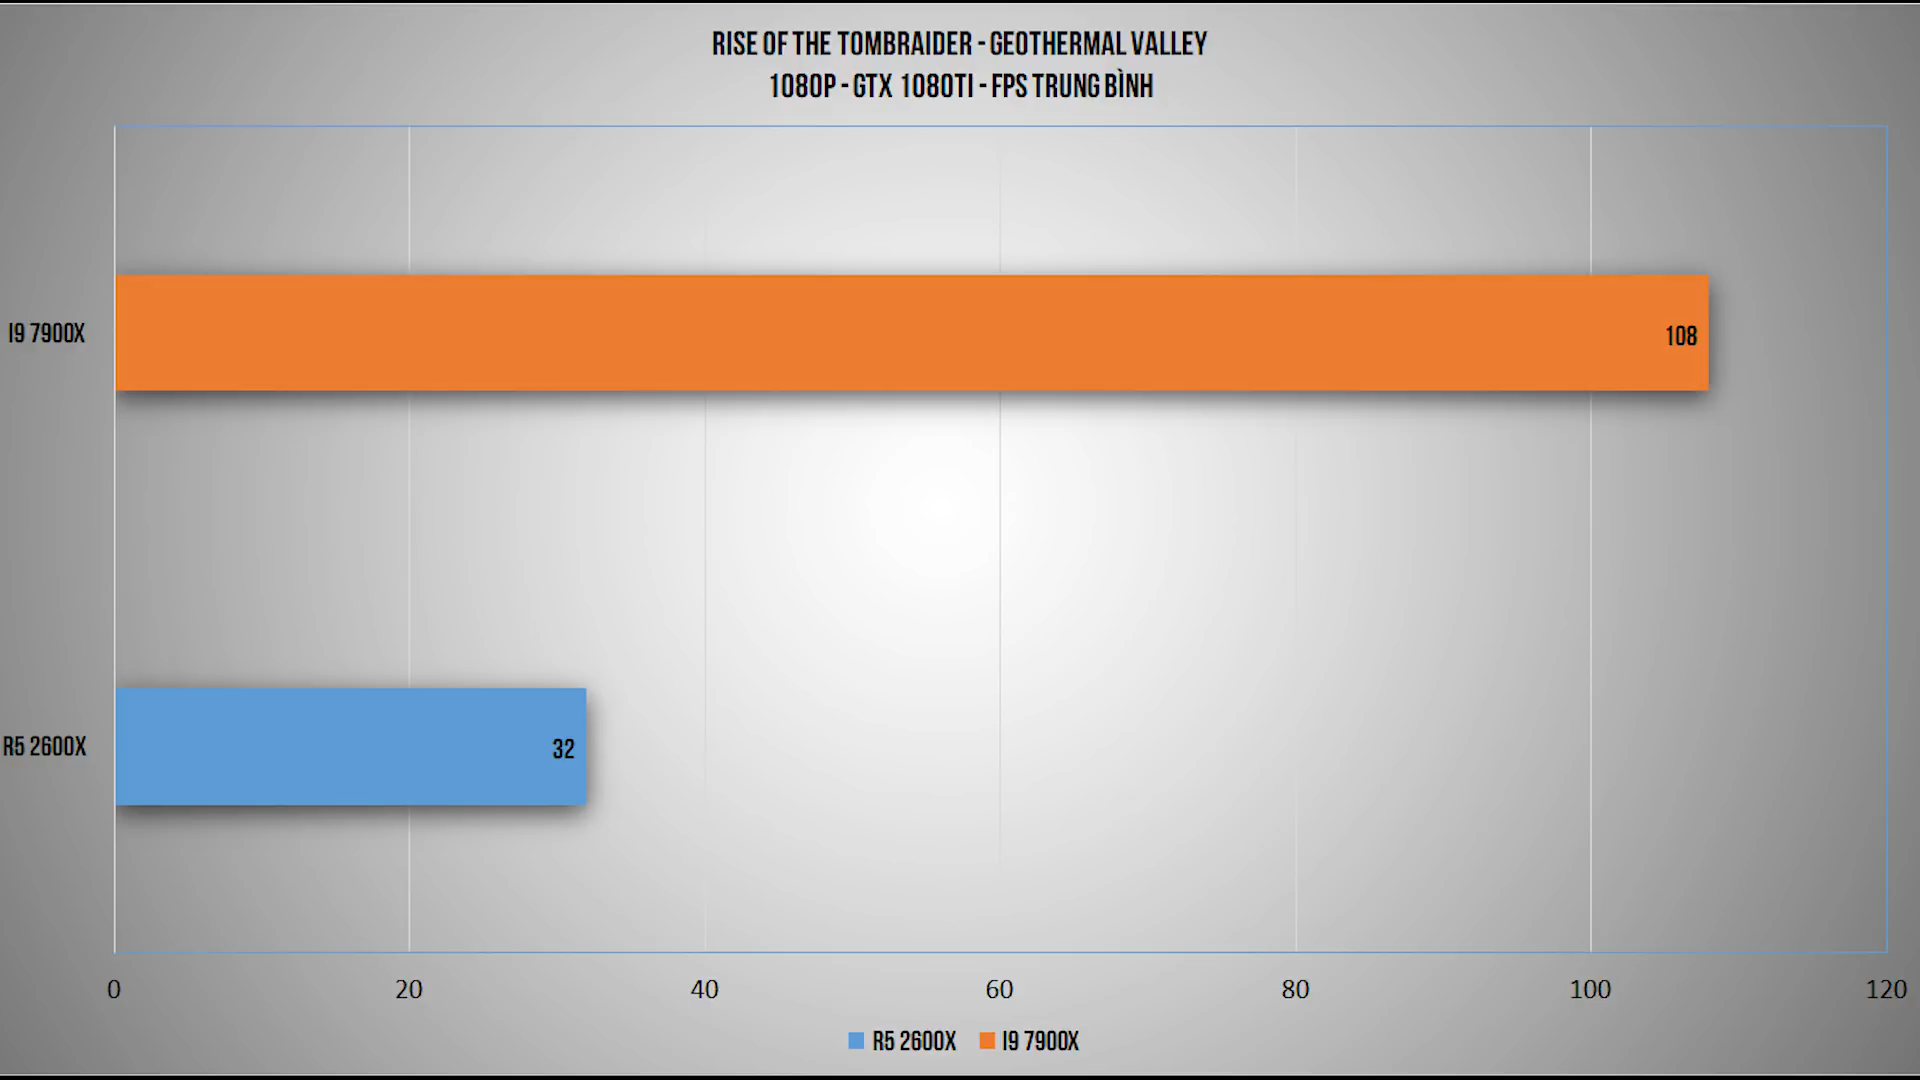 RISE OF THE TOMBRAIDER - GEOTHERMAL VALLEY
1080P - GTX 1080TI - FPS TRUNG BÌNH
I9 7900X
108
R5 2600X
32
0 20 40 60 80 100 120
R5 2600X I9 7900X